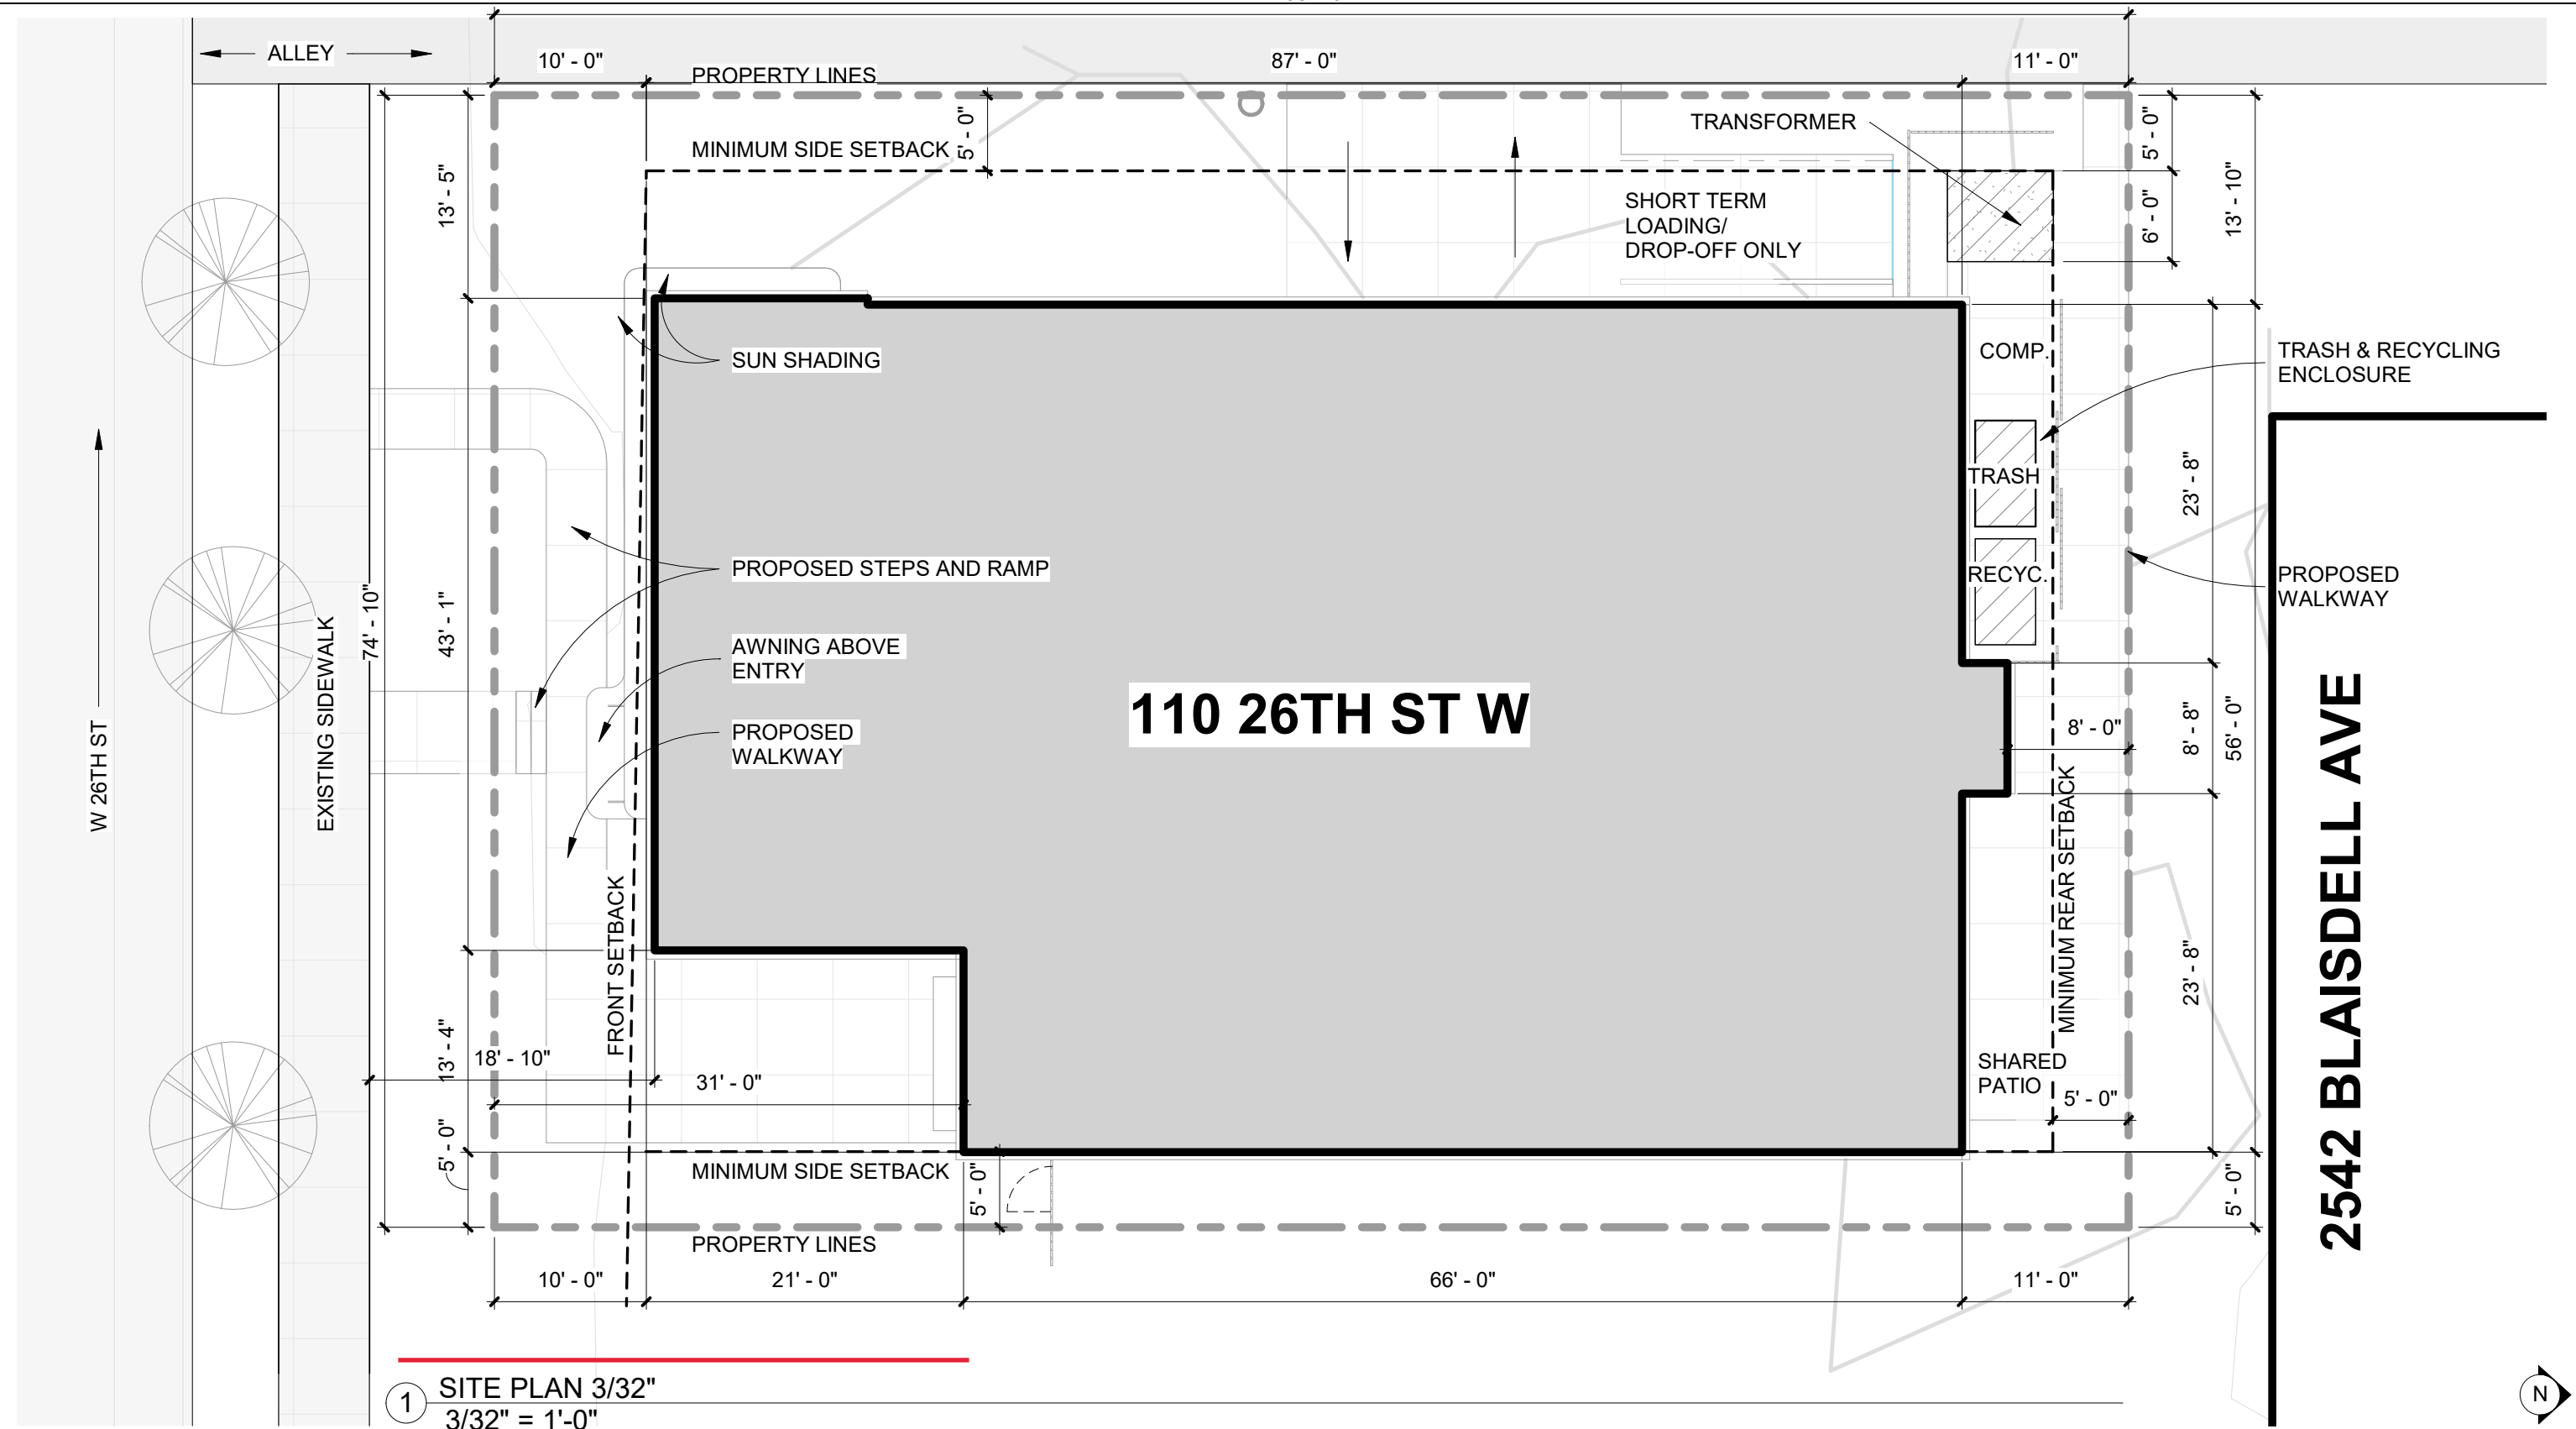 ALLEY
10' - 0"
87' - 0"
11' - 0"
PROPERTY LINES
MINIMUM SIDE SETBACK
5' - 0"
TRANSFORMER
5' - 0"
6' - 0"
13' - 10"
13' - 5"
SHORT TERM
LOADING/
DROP-OFF ONLY
SUN SHADING
COMP.
TRASH & RECYCLING
ENCLOSURE
TRASH
23' - 8"
PROPOSED STEPS AND RAMP
RECYC.
PROPOSED
WALKWAY
74' - 10"
43' - 1"
EXISTING SIDEWALK
W 26TH ST
AWNING ABOVE
ENTRY
PROPOSED
WALKWAY
110 26TH ST W
8' - 0"
8' - 8"
56' - 0"
2542 BLAISDELL AVE
FRONT SETBACK
MINIMUM REAR SETBACK
23' - 8"
13' - 4"
18' - 10"
31' - 0"
SHARED
PATIO
5' - 0"
5' - 0"
MINIMUM SIDE SETBACK
5' - 0"
5' - 0"
PROPERTY LINES
10' - 0"
21' - 0"
66' - 0"
11' - 0"
1
SITE PLAN 3/32"
3/32" = 1'-0"
N